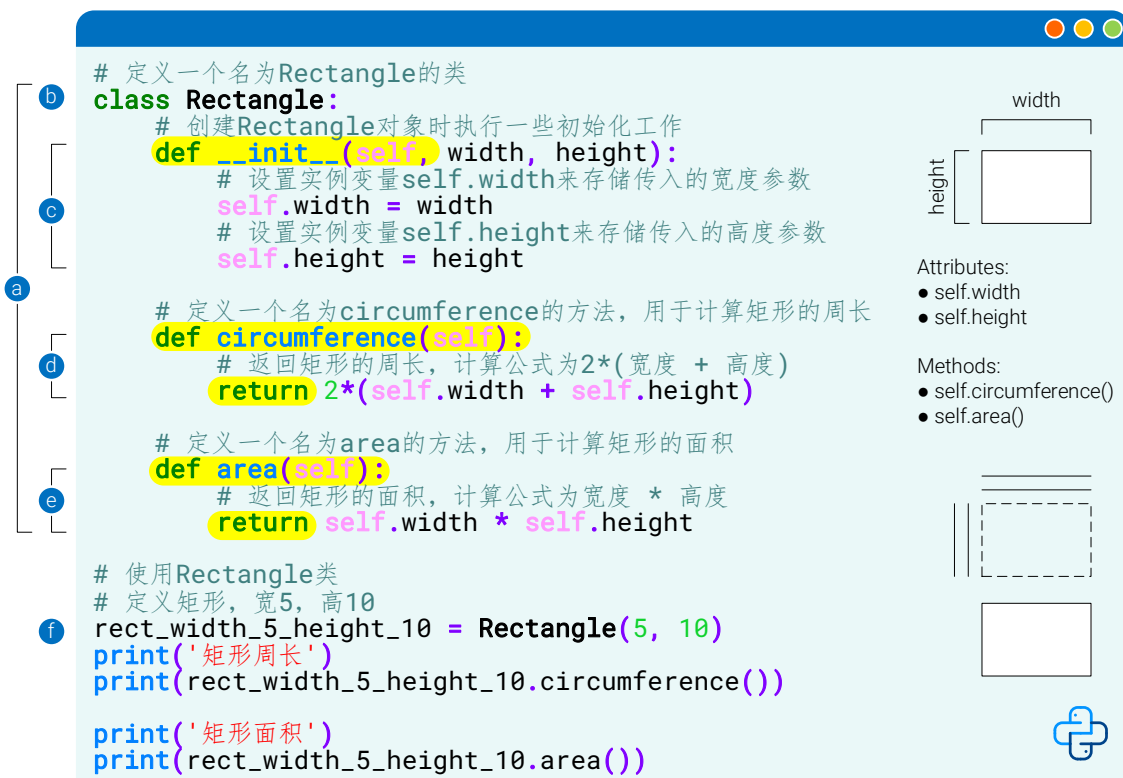 # 定义一个名为Rectangle的类
class Rectangle:
    # 创建Rectangle对象时执行一些初始化工作
    def __init__(self, width, height):
        # 设置实例变量self.width来存储传入的宽度参数
        self.width = width
        # 设置实例变量self.height来存储传入的高度参数
        self.height = height
    # 定义一个名为circumference的方法，用于计算矩形的周长
    def circumference(self):
        # 返回矩形的周长，计算公式为2*(宽度 + 高度)
        return 2*(self.width + self.height)
    # 定义一个名为area的方法，用于计算矩形的面积
    def area(self):
        # 返回矩形的面积，计算公式为宽度 * 高度
        return self.width * self.height
# 使用Rectangle类
# 定义矩形，宽5，高10
rect_width_5_height_10 = Rectangle(5, 10)
print('矩形周长')
print(rect_width_5_height_10.circumference())
print('矩形面积')
print(rect_width_5_height_10.area())
a
b
c
d
e
f
width
height
Attributes:
● self.width
● self.height
Methods:
● self.circumference()
● self.area()